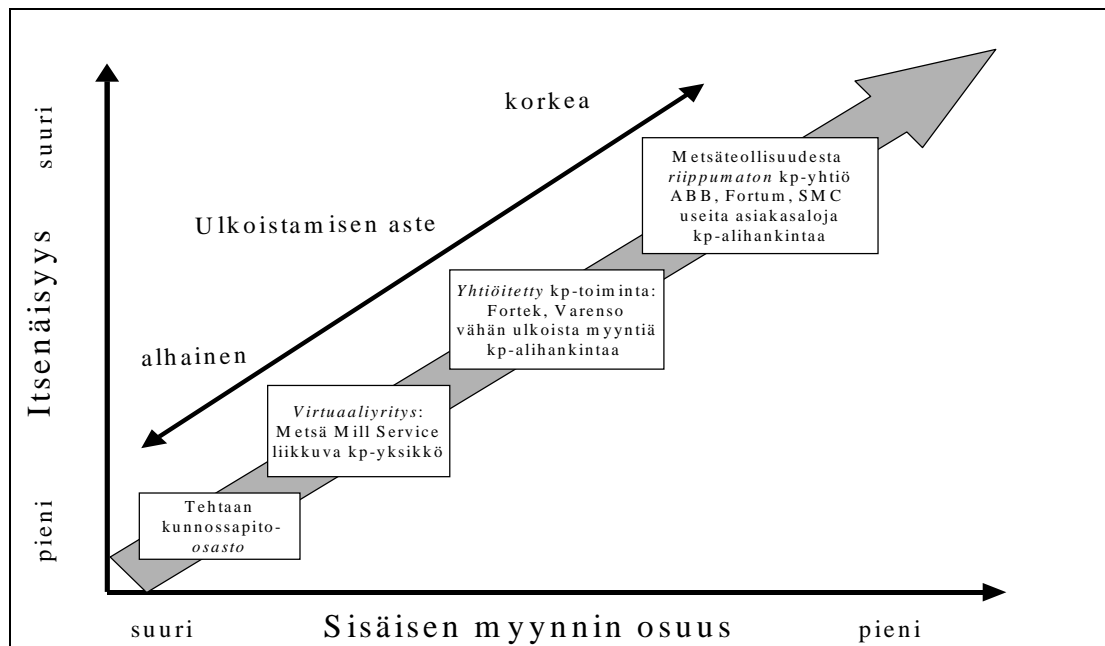 korkea
suuri
Metsäteollisuudesta
riippumaton kp-yhtiö
ABB, Fortum, SMC
useita asiakasaloja
kp-alihankintaa
Ulkoistamisen aste
Itsenäisyys
Yhtiöitetty kp-toiminta:
Fortek, Varenso
vähän ulkoista myyntiä
kp-alihankintaa
alhainen
Virtuaaliyritys:
Metsä Mill Service
liikkuva kp-yksikkö
pieni
Tehtaan
kunnossapito-
osasto
suuri
Sisäisen myynnin osuus
pieni